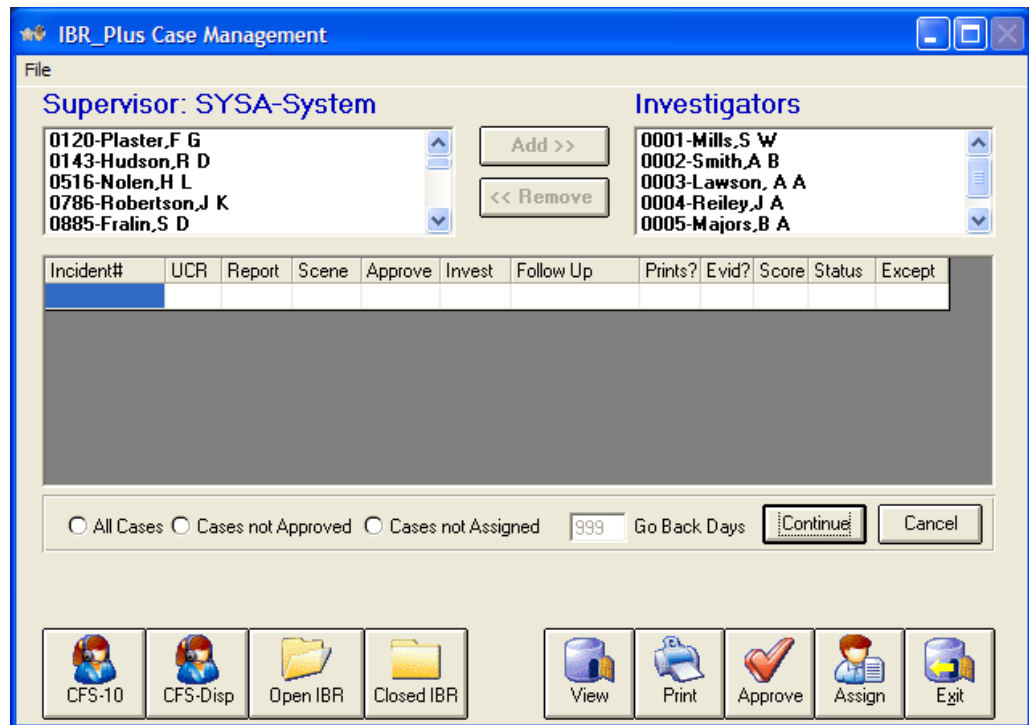 IBR_Plus Case Management
File
Supervisor: SYSA-System
Investigators
0120-Plaster,F G
0143-Hudson,R D
0516-Nolen,H L
0786-Robertson,J K
0885-Fralin,S D
Add >>
<< Remove
0001-Mills,S W
0002-Smith,A B
0003-Lawson, A A
0004-Reiley,J A
0005-Majors,B A
Incident# UCR Report Scene Approve Invest Follow Up Prints? Evid? Score Status Except
All Cases Cases not Approved Cases not Assigned 999 Go Back Days Continue Cancel
CFS-10 CFS-Disp Open IBR Closed IBR View Print Approve Assign Exit